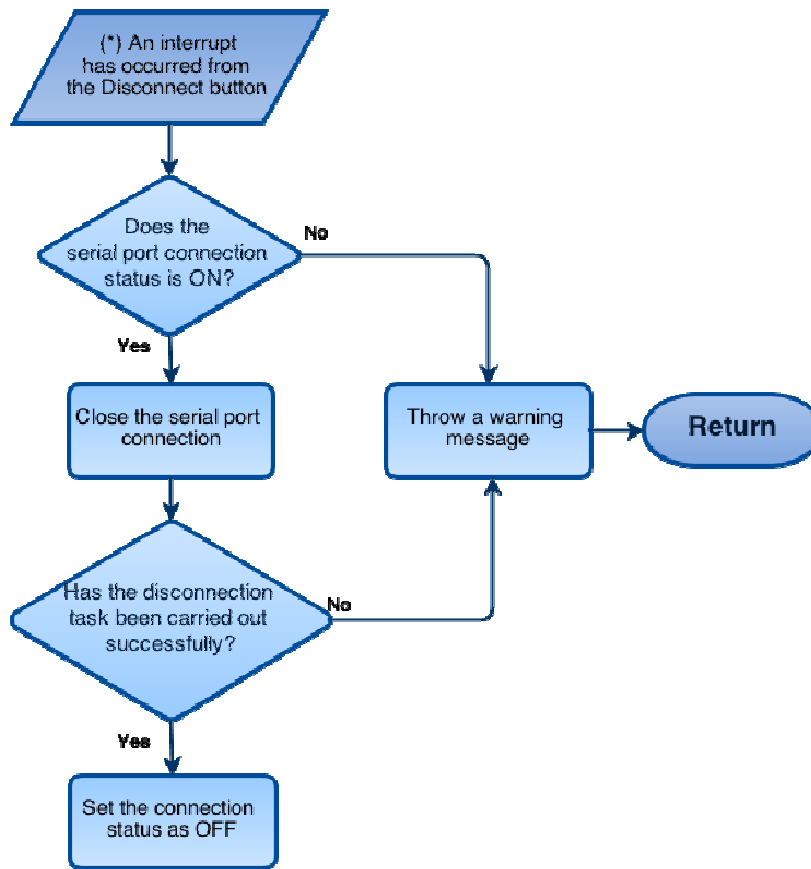 (*) An interrupt
has occurred from
the Disconnect button
Does the
serial port connection
status is ON?
No
Yes
Close the serial port
connection
Throw a warning
message
Return
Has the disconnection
task been carried out
successfully?
No
Yes
Set the connection
status as OFF